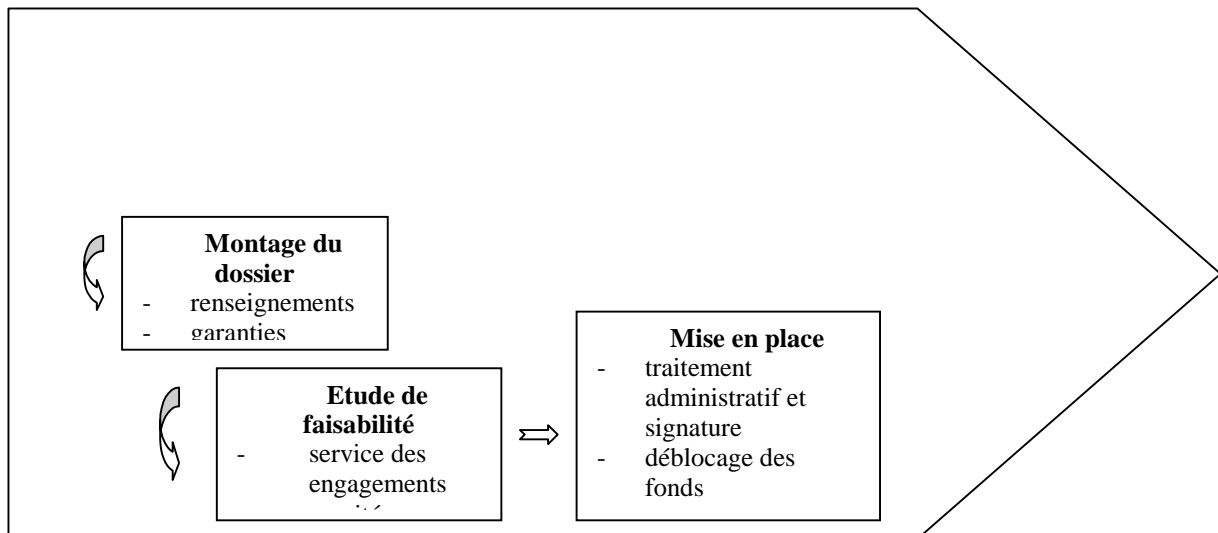 Montage du
dossier
- renseignements
- garanties
Etude de
faisabilité
- service des
engagements
Mise en place
- traitement
administratif et
signature
- déblocage des
fonds